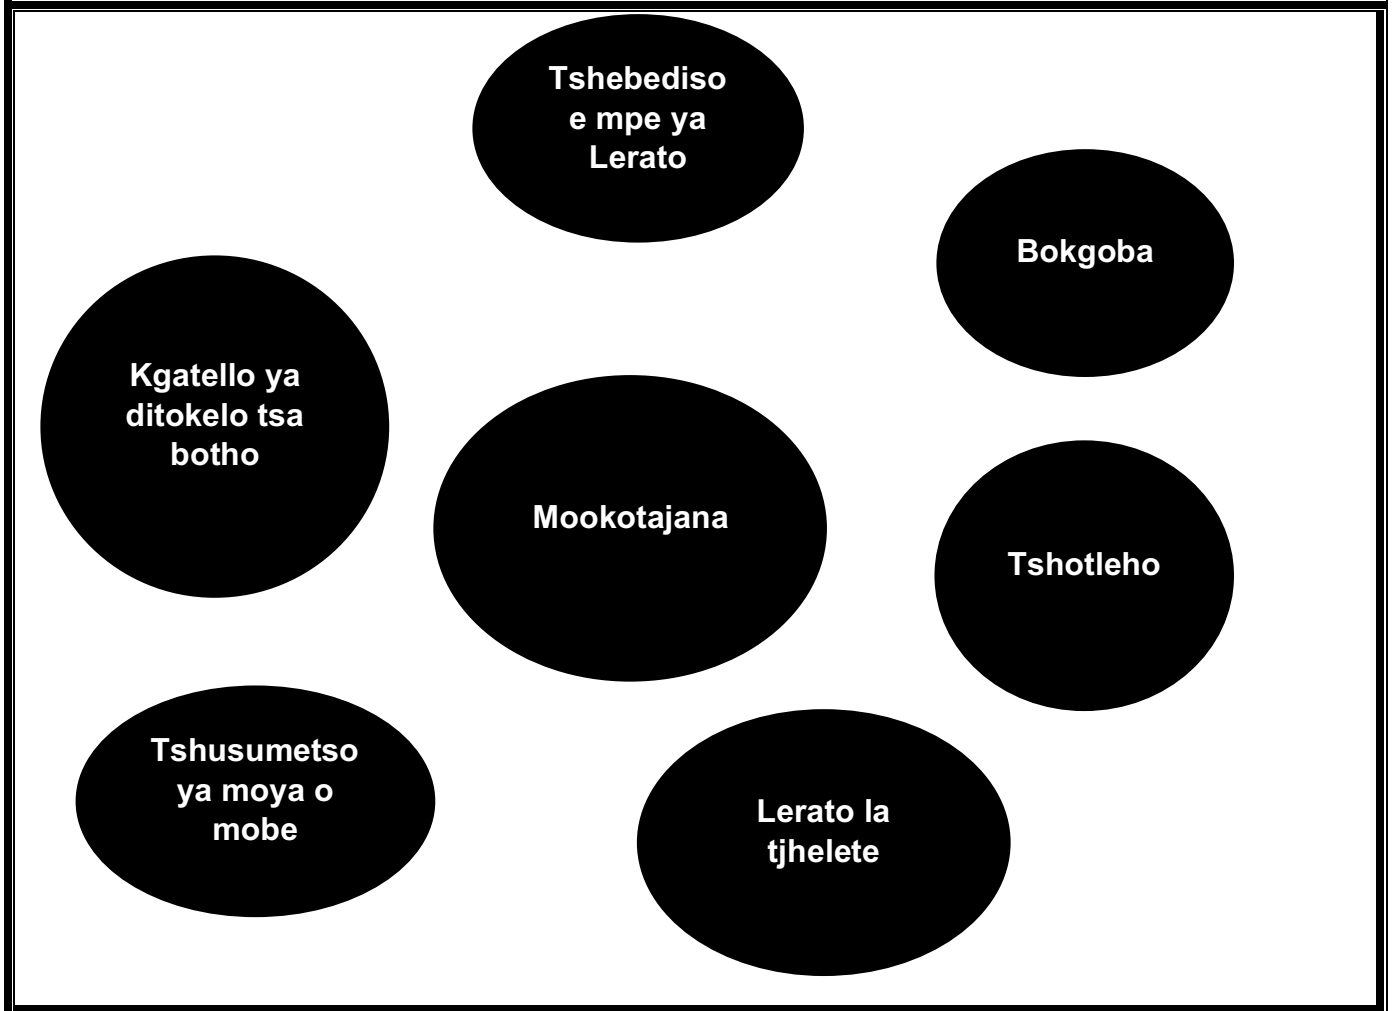 Tshebediso
e mpe ya
Lerato
Bokgoba
Kgatello ya
ditokelo tsa
botho
Mookotajana
Tshotleho
Tshusumetso
ya moya o
mobe
Lerato la
tjhelete